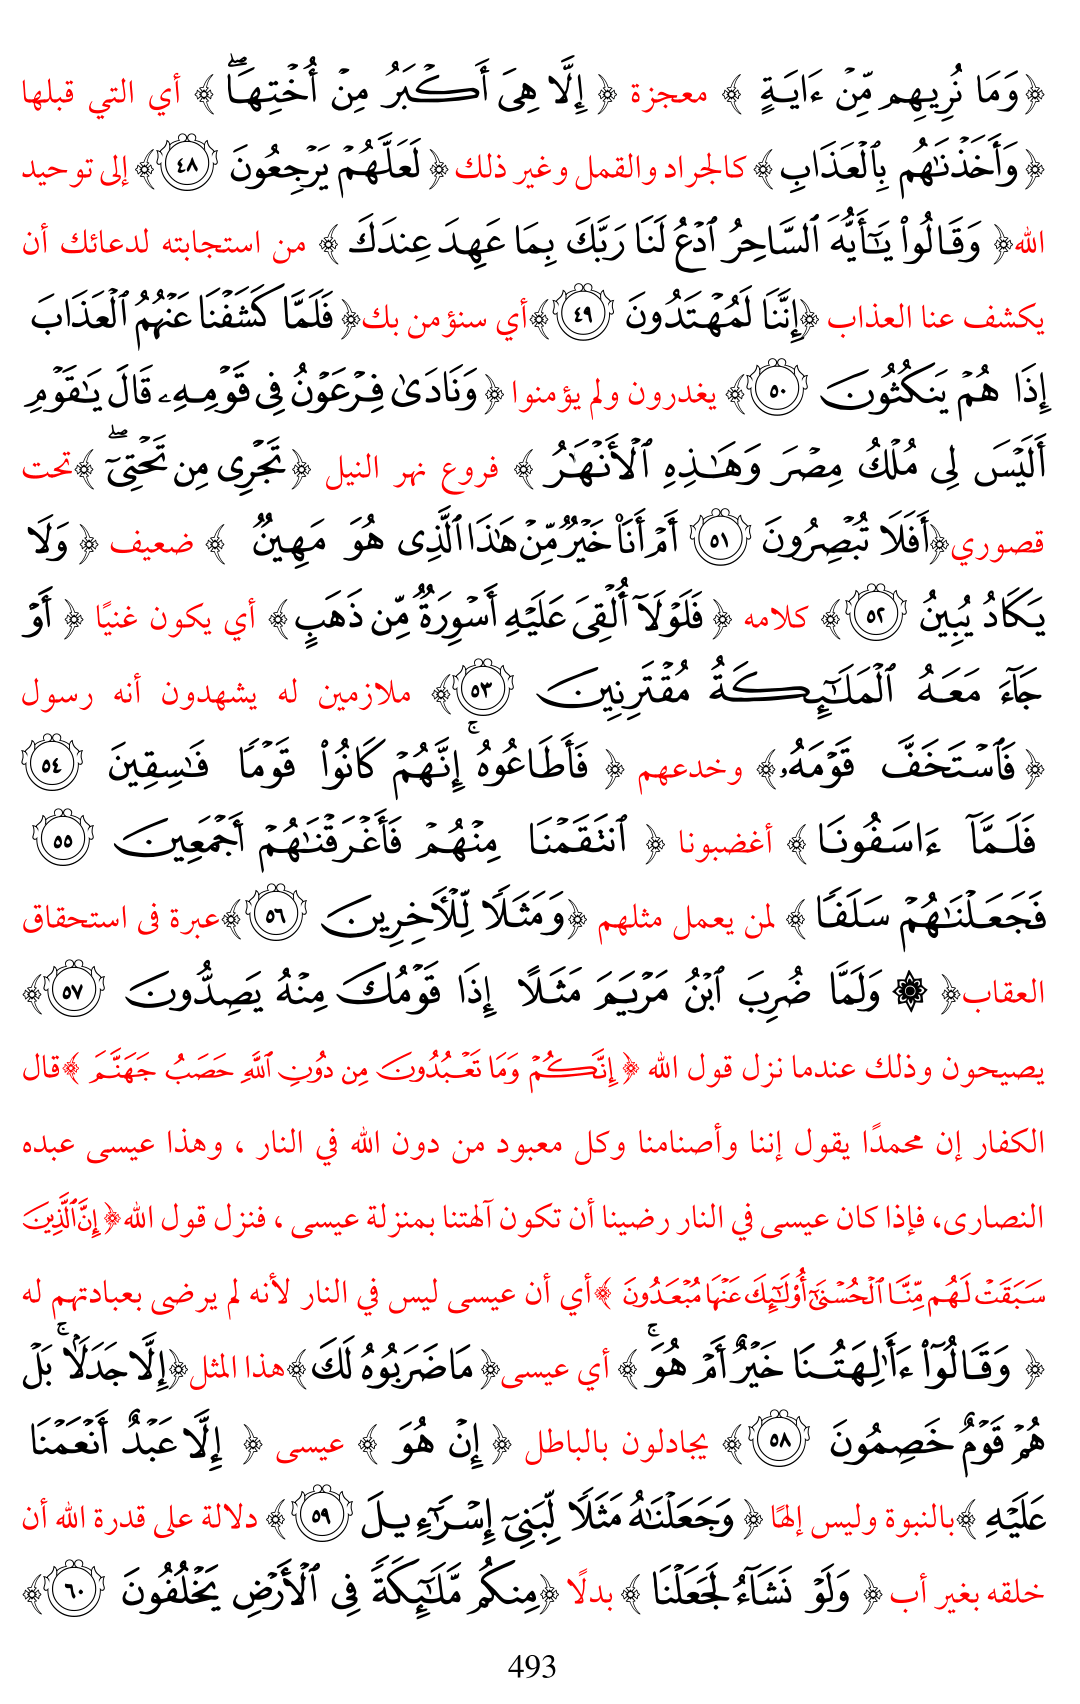 ﴿ وَمَا نُرِيهِم مِّنْ ءَايَةٍ ﴾ معجزة ﴿ إِلَّا هِىَ أَكْبَرُ مِنْ أُخْتِهَا ۖ ﴾ أي التي قبلها
﴿ وَأَخَذْنَٰهُم بِٱلْعَذَابِ ﴾ كالجراد والقمل وغير ذلك ﴿ لَعَلَّهُمْ يَرْجِعُونَ ٤٨ ﴾ إلى توحيد
الله ﴿ وَقَالُوا۟ يَٰٓأَيُّهَ ٱلسَّاحِرُ ٱدْعُ لَنَا رَبَّكَ بِمَا عَهِدَ عِندَكَ ﴾ من استجابته لدعائك أن
يكشف عنا العذاب ﴿ إِنَّنَا لَمُهْتَدُونَ ٤٩ ﴾ أي سنؤمن بك ﴿ فَلَمَّا كَشَفْنَا عَنْهُمُ ٱلْعَذَابَ
إِذَا هُمْ يَنكُثُونَ ٥٠ ﴾ يغدرون ولم يؤمنوا ﴿ وَنَادَىٰ فِرْعَوْنُ فِى قَوْمِهِۦ قَالَ يَٰقَوْمِ
أَلَيْسَ لِى مُلْكُ مِصْرَ وَهَٰذِهِ ٱلْأَنْهَٰرُ ﴾ فروع نهر النيل ﴿ تَجْرِى مِن تَحْتِىٓ ۖ ﴾ تحت
قصوري ﴿ أَفَلَا تُبْصِرُونَ ٥١ أَمْ أَنَا۠ خَيْرٌ مِّنْ هَٰذَا ٱلَّذِى هُوَ مَهِينٌ ﴾ ضعيف ﴿ وَلَا
يَكَادُ يُبِينُ ٥٢ ﴾ كلامه ﴿ فَلَوْلَآ أُلْقِىَ عَلَيْهِ أَسْوِرَةٌ مِّن ذَهَبٍ ﴾ أي يكون غنيًا ﴿ أَوْ
جَآءَ مَعَهُ ٱلْمَلَٰٓئِكَةُ مُقْتَرِنِينَ ٥٣ ﴾ ملازمين له يشهدون أنه رسول
﴿ فَٱسْتَخَفَّ قَوْمَهُۥ ﴾ وخدعهم ﴿ فَأَطَاعُوهُ ۚ إِنَّهُمْ كَانُوا۟ قَوْمًا فَٰسِقِينَ ٥٤
فَلَمَّآ ءَاسَفُونَا ﴾ أغضبونا ﴿ ٱنتَقَمْنَا مِنْهُمْ فَأَغْرَقْنَٰهُمْ أَجْمَعِينَ ٥٥
فَجَعَلْنَٰهُمْ سَلَفًا ﴾ لمن يعمل مثلهم ﴿ وَمَثَلًا لِّلْـَٔاخِرِينَ ٥٦ ﴾ عبرة فى استحقاق
العقاب ﴿ ۞ وَلَمَّا ضُرِبَ ٱبْنُ مَرْيَمَ مَثَلًا إِذَا قَوْمُكَ مِنْهُ يَصِدُّونَ ٥٧ ﴾
يصيحون وذلك عندما نزل قول الله ﴿ إِنَّكُمْ وَمَا تَعْبُدُونَ مِن دُونِ ٱللَّهِ حَصَبُ جَهَنَّمَ ﴾ قال
الكفار إن محمدًا يقول إننا وأصنامنا وكل معبود من دون الله في النار ، وهذا عيسى عبده
النصارى، فإذا كان عيسى في النار رضينا أن تكون آلهتنا بمنزلة عيسى ، فنزل قول الله ﴿ إِنَّ ٱلَّذِينَ
سَبَقَتْ لَهُم مِّنَّا ٱلْحُسْنَىٰٓ أُو۟لَٰٓئِكَ عَنْهَا مُبْعَدُونَ ﴾ أي أن عيسى ليس في النار لأنه لم يرضى بعبادتهم له
﴿ وَقَالُوٓا۟ ءَأَٰلِهَتُنَا خَيْرٌ أَمْ هُوَ ۚ ﴾ أي عيسى ﴿ مَا ضَرَبُوهُ لَكَ ﴾ هذا المثل ﴿ إِلَّا جَدَلًۢا ۚ بَلْ
هُمْ قَوْمٌ خَصِمُونَ ٥٨ ﴾ يجادلون بالباطل ﴿ إِنْ هُوَ ﴾ عيسى ﴿ إِلَّا عَبْدٌ أَنْعَمْنَا
عَلَيْهِ ﴾ بالنبوة وليس إلهًا ﴿ وَجَعَلْنَٰهُ مَثَلًا لِّبَنِىٓ إِسْرَٰٓءِيلَ ٥٩ ﴾ دلالة على قدرة الله أن
خلقه بغير أب ﴿ وَلَوْ نَشَآءُ لَجَعَلْنَا ﴾ بدلًا ﴿ مِنكُم مَّلَٰٓئِكَةً فِى ٱلْأَرْضِ يَخْلُفُونَ ٦٠ ﴾
493